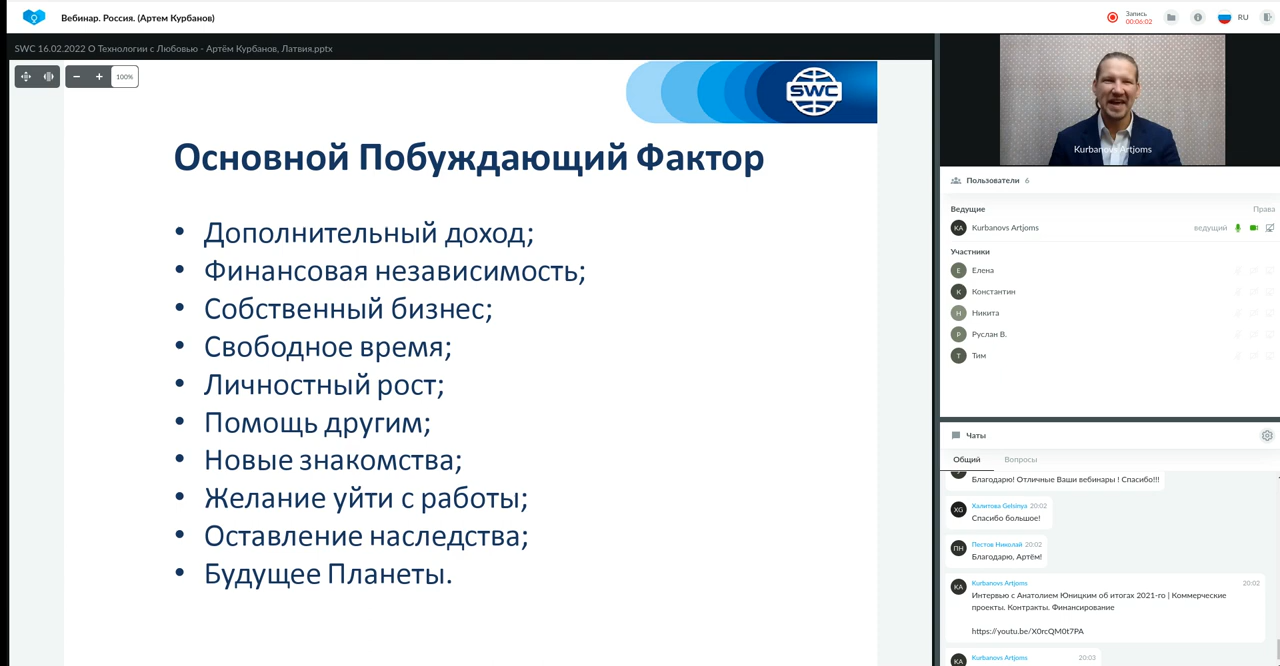 Вебинар. Россия. (Артем Курбанов)
Запись
00:06:02
RU
SWC 16.02.2022 О Технологии с Любовью - Артём Курбанов, Латвия.pptx
100%
SWC
Основной Побуждающий Фактор
• Дополнительный доход;
• Финансовая независимость;
• Собственный бизнес;
• Свободное время;
• Личностный рост;
• Помощь другим;
• Новые знакомства;
• Желание уйти с работы;
• Оставление наследства;
• Будущее Планеты.
Kurbanovs Artjoms
Пользователи 6
Ведущие Права
KA Kurbanovs Artjoms ведущий
Участники
Е Елена
К Константин
Н Никита
Р Руслан В.
Т Тим
Чаты
Общий Вопросы
Благодарю! Отличные Ваши вебинары ! Спасибо!!!
XG Халитова Gelsinya 20:02
Спасибо большое!
ПН Пестов Николай 20:02
Благодарю, Артём!
KA Kurbanovs Artjoms 20:02
Интервью с Анатолием Юницким об итогах 2021-го | Коммерческие
проекты. Контракты. Финансирование
https://youtu.be/X0rcQM0t7PA
KA Kurbanovs Artjoms 20:03